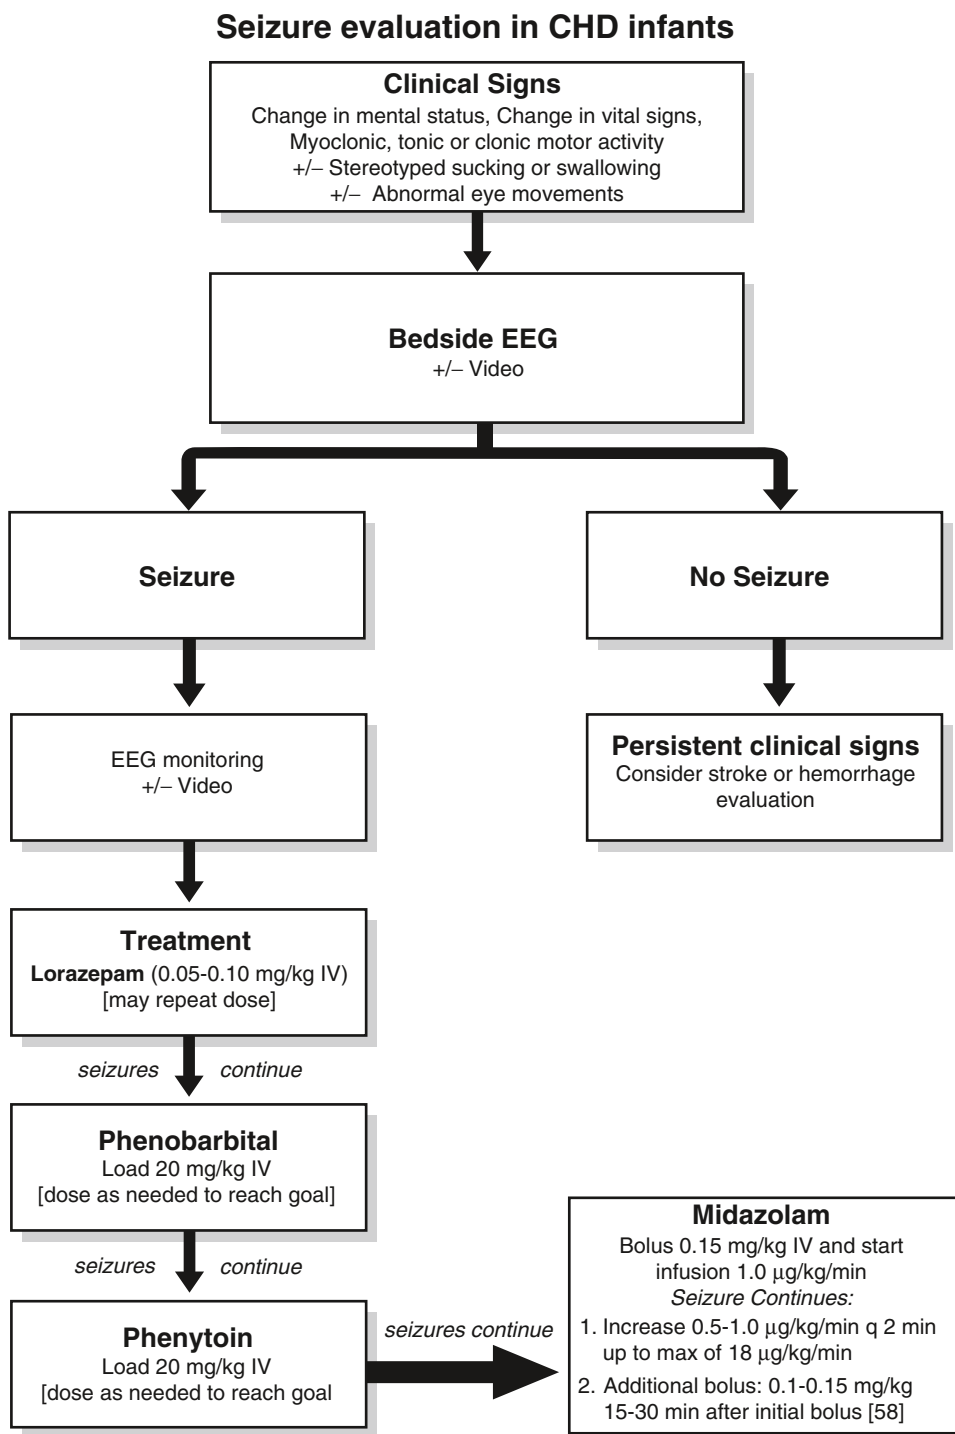 Seizure evaluation in CHD infants
Clinical Signs
Change in mental status, Change in vital signs,
Myoclonic, tonic or clonic motor activity
+/– Stereotyped sucking or swallowing
+/– Abnormal eye movements
Bedside EEG
+/– Video
Seizure
No Seizure
EEG monitoring
+/– Video
Persistent clinical signs
Consider stroke or hemorrhage
evaluation
Treatment
Lorazepam (0.05-0.10 mg/kg IV)
[may repeat dose]
seizures continue
Phenobarbital
Load 20 mg/kg IV
[dose as needed to reach goal]
seizures continue
Phenytoin
Load 20 mg/kg IV
[dose as needed to reach goal
seizures continue
Midazolam
Bolus 0.15 mg/kg IV and start
infusion 1.0 µg/kg/min
Seizure Continues:
1. Increase 0.5-1.0 µg/kg/min q 2 min
up to max of 18 µg/kg/min
2. Additional bolus: 0.1-0.15 mg/kg
15-30 min after initial bolus [58]